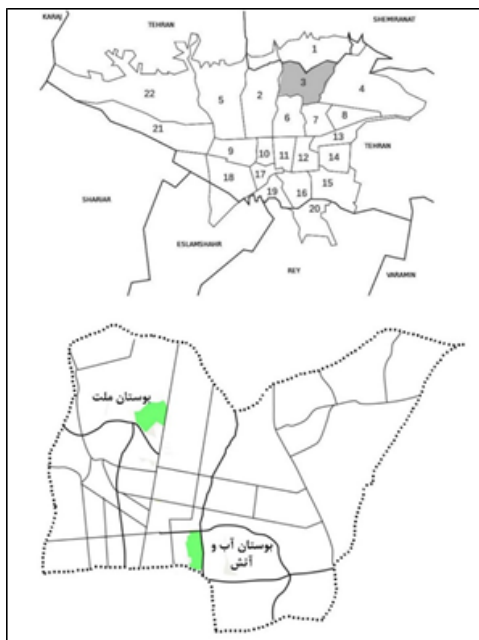 KARAJ
TEHRAN
SHEMIRANAT
1
3
22
5
2
4
6
7
8
21
13
TEHRAN
9
10
11
12
14
18
17
15
19
16
20
SHARIAR
ESLAMSHAHR
REY
VARAMIN
بوستان ملت
بوستان آب و
آتش